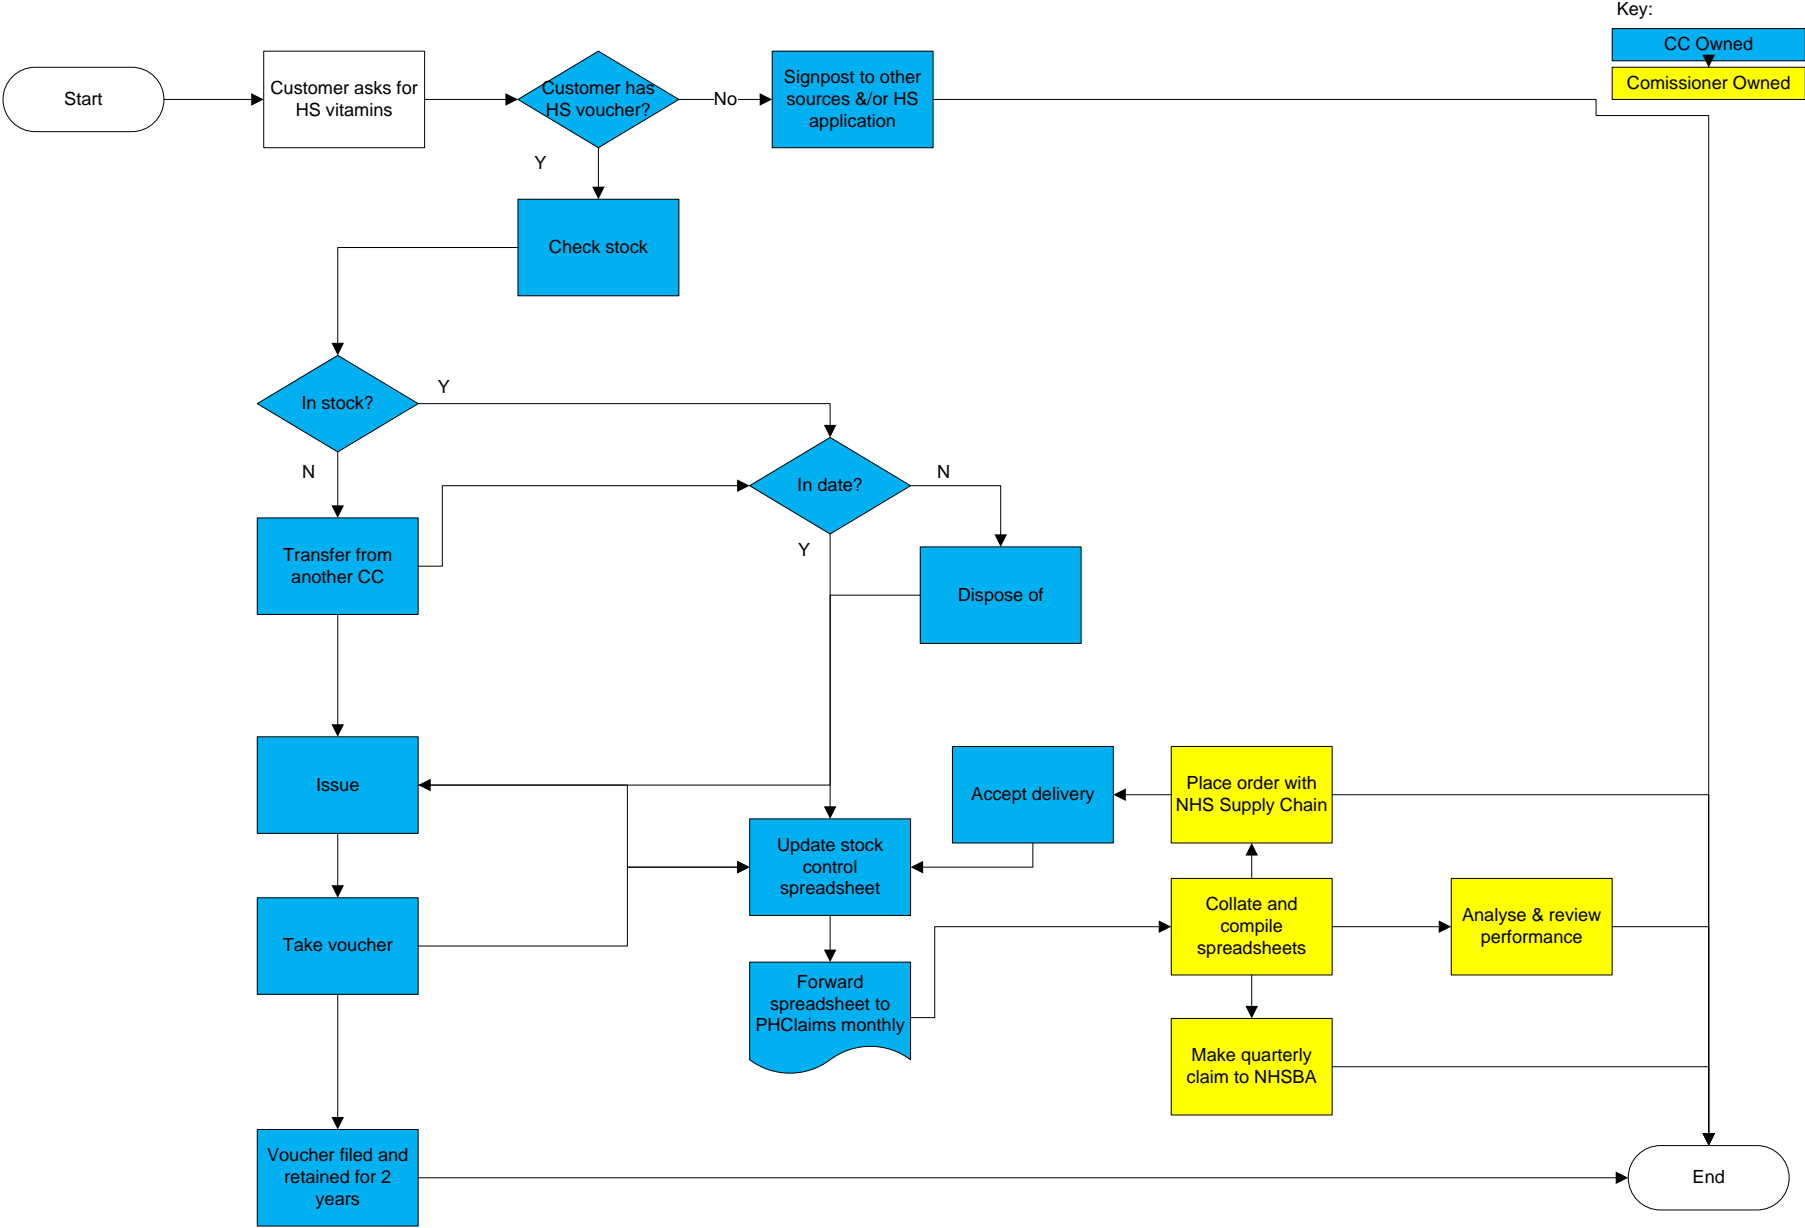 Key:
CC Owned
Comissioner Owned
Start
Customer asks for
HS vitamins
Customer has
HS voucher?
No
Signpost to other
sources &/or HS
application
Y
Check stock
In stock?
Y
N
In date?
N
Y
Transfer from
another CC
Dispose of
Issue
Accept delivery
Place order with
NHS Supply Chain
Update stock
control
spreadsheet
Take voucher
Collate and
compile
spreadsheets
Analyse & review
performance
Forward
spreadsheet to
PHClaims monthly
Make quarterly
claim to NHSBA
Voucher filed and
retained for 2
years
End